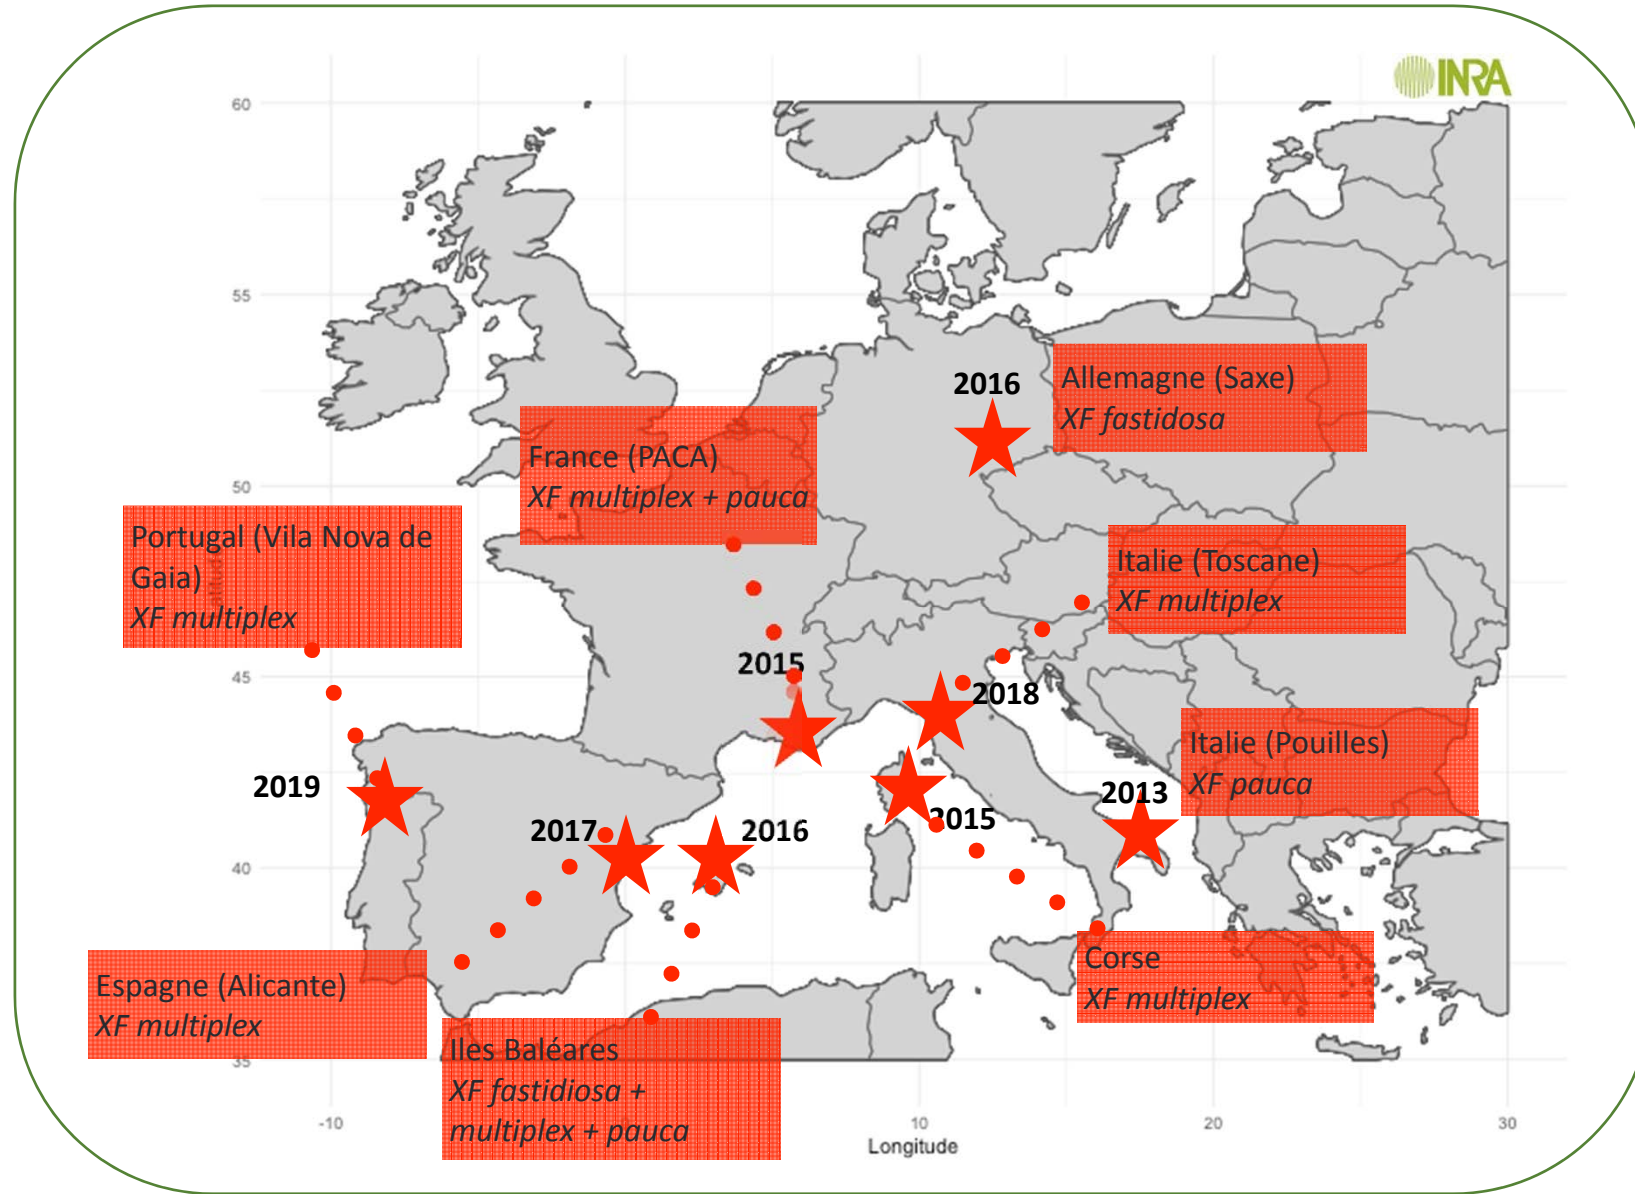 INRA
60
55
50
45
40
35
2016
Allemagne (Saxe)
XF fastidosa
France (PACA)
XF multiplex + pauca
Portugal (Vila Nova de
Gaia)
XF multiplex
Italie (Toscane)
XF multiplex
2015
2018
Italie (Pouilles)
XF pauca
2019
2013
2017
2016
2015
Corse
XF multiplex
Espagne (Alicante)
XF multiplex
Iles Baléares
XF fastidiosa +
multiplex + pauca
-10
10
20
30
Longitude